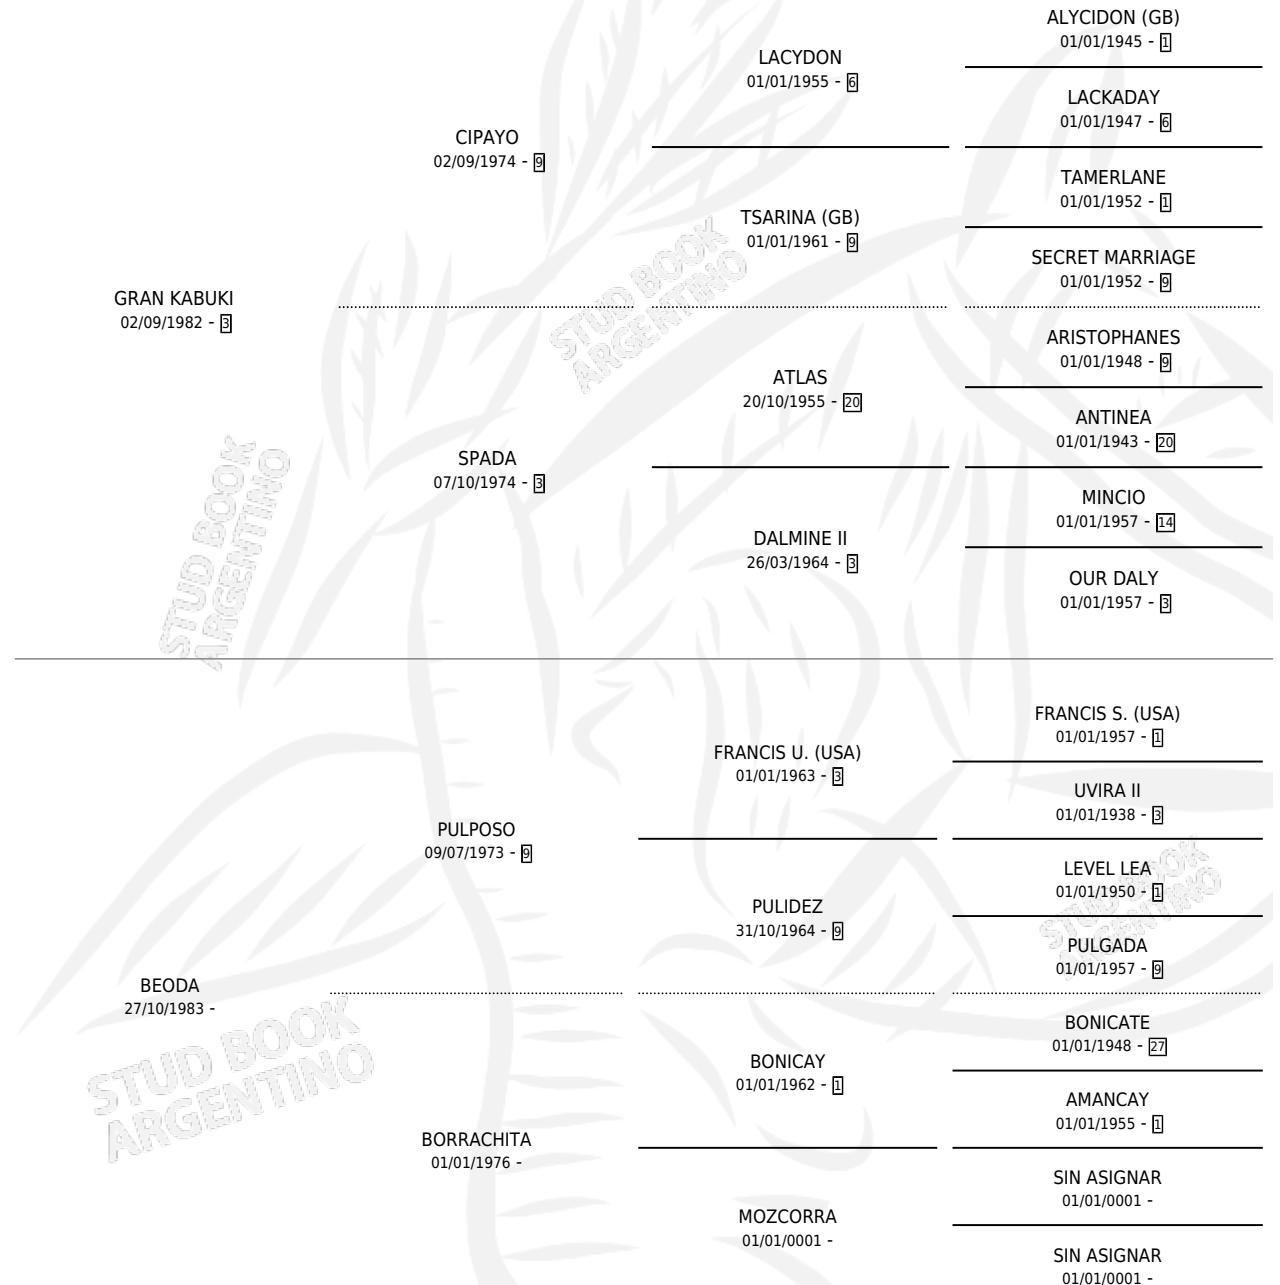 ALYCIDON (GB)
01/01/1945 - 1
LACYDON
01/01/1955 - 6
LACKADAY
01/01/1947 - 6
CIPAYO
02/09/1974 - 9
TAMERLANE
01/01/1952 - 1
TSARINA (GB)
01/01/1961 - 9
SECRET MARRIAGE
01/01/1952 - 9
GRAN KABUKI
02/09/1982 - 3
STUD BOOK
ARGENTINO
ARISTOPHANES
01/01/1948 - 9
ATLAS
20/10/1955 - 20
ANTINEA
01/01/1943 - 20
SPADA
07/10/1974 - 3
MINCIO
01/01/1957 - 14
DALMINE II
26/03/1964 - 3
OUR DALY
01/01/1957 - 3
STUD BOOK
ARGENTINO
FRANCIS S. (USA)
01/01/1957 - 1
FRANCIS U. (USA)
01/01/1963 - 3
UVIRA II
01/01/1938 - 3
PULPOSO
09/07/1973 - 9
LEVEL LEA
01/01/1950 - 1
PULIDEZ
31/10/1964 - 9
STUD BOOK
ARGENTINO
PULGADA
01/01/1957 - 9
BEODA
27/10/1983 -
STUD BOOK
ARGENTINO
BONICATE
01/01/1948 - 27
BONICAY
01/01/1962 - 1
AMANCAY
01/01/1955 - 1
BORRACHITA
01/01/1976 -
SIN ASIGNAR
01/01/0001 -
MOZCORRA
01/01/0001 -
SIN ASIGNAR
01/01/0001 -